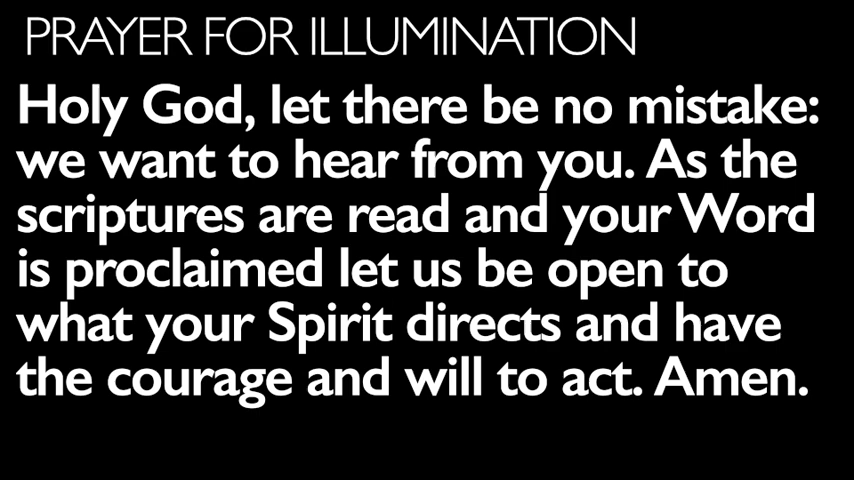 PRAYER FOR ILLUMINATION
Holy God, let there be no mistake:
we want to hear from you. As the
scriptures are read and your Word
is proclaimed let us be open to
what your Spirit directs and have
the courage and will to act. Amen.